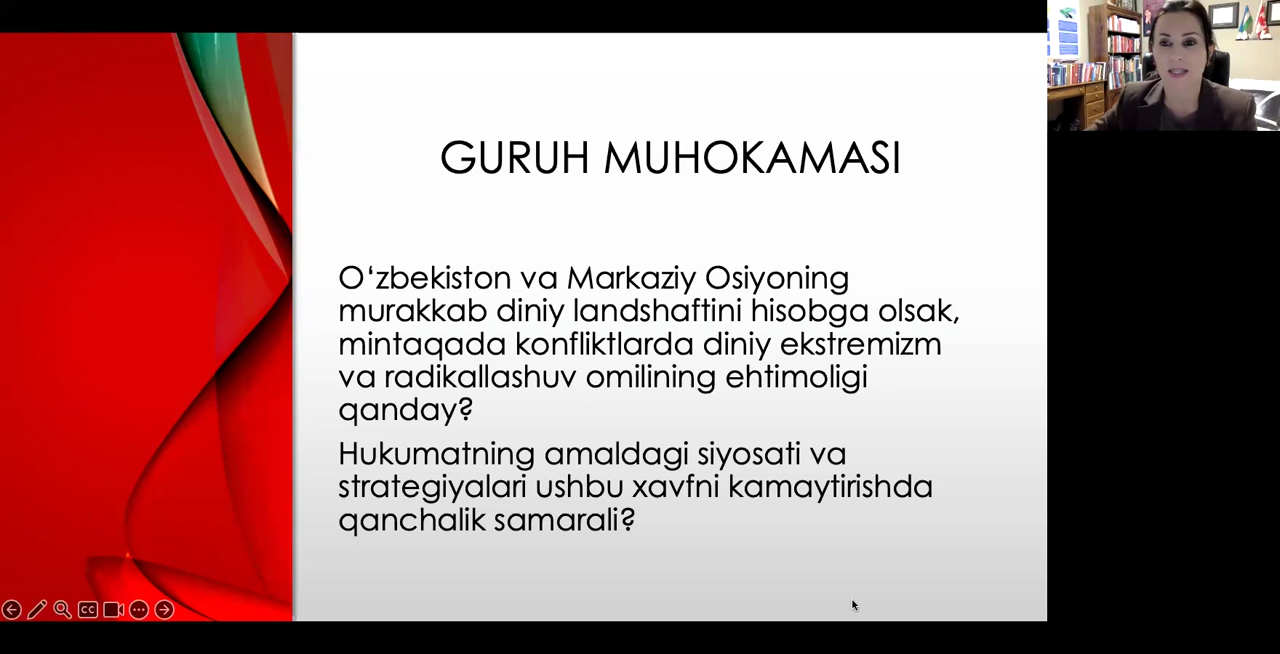 GURUH MUHOKAMASI
O‘zbekiston va Markaziy Osiyoning
murakkab diniy landshaftini hisobga olsak,
mintaqada konfliktlarda diniy ekstremizm
va radikallashuv omilining ehtimoligi
qanday?
Hukumatning amaldagi siyosati va
strategiyalari ushbu xavfni kamaytirishda
qanchalik samarali?
CC